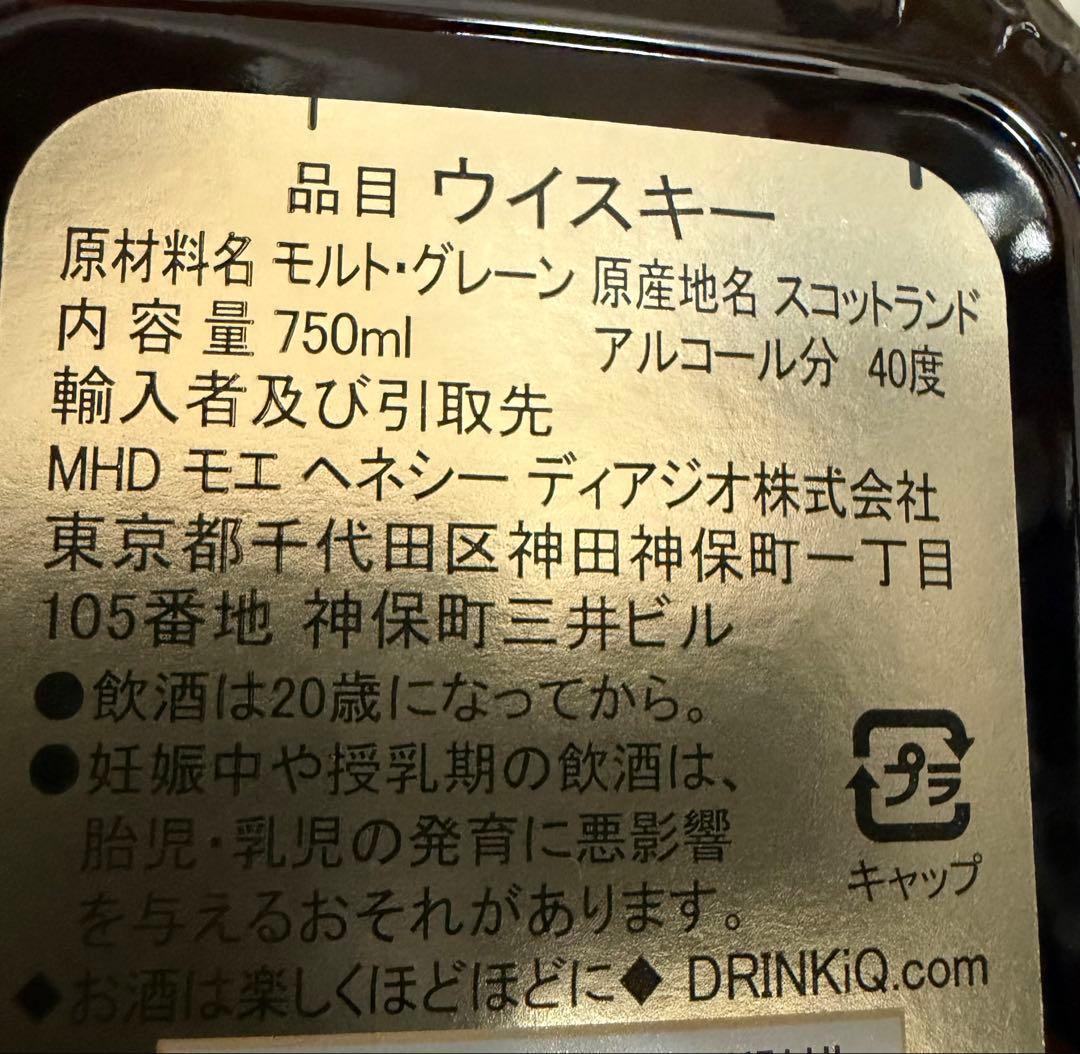 品目 ウイスキー
原材料名 モルト・グレーン 原産地名 スコットランド
内容量 750ml アルコール分 40度
輸入者及び引取先
MHD モエ ヘネシー ディアジオ株式会社
東京都千代田区神田神保町一丁目
105番地 神保町三井ビル
●飲酒は20歳になってから。
●妊娠中や授乳期の飲酒は、
胎児・乳児の発育に悪影響
を与えるおそれがあります。
プラ
キャップ
◆お酒は楽しくほどほどに◆ DRINKiQ.com